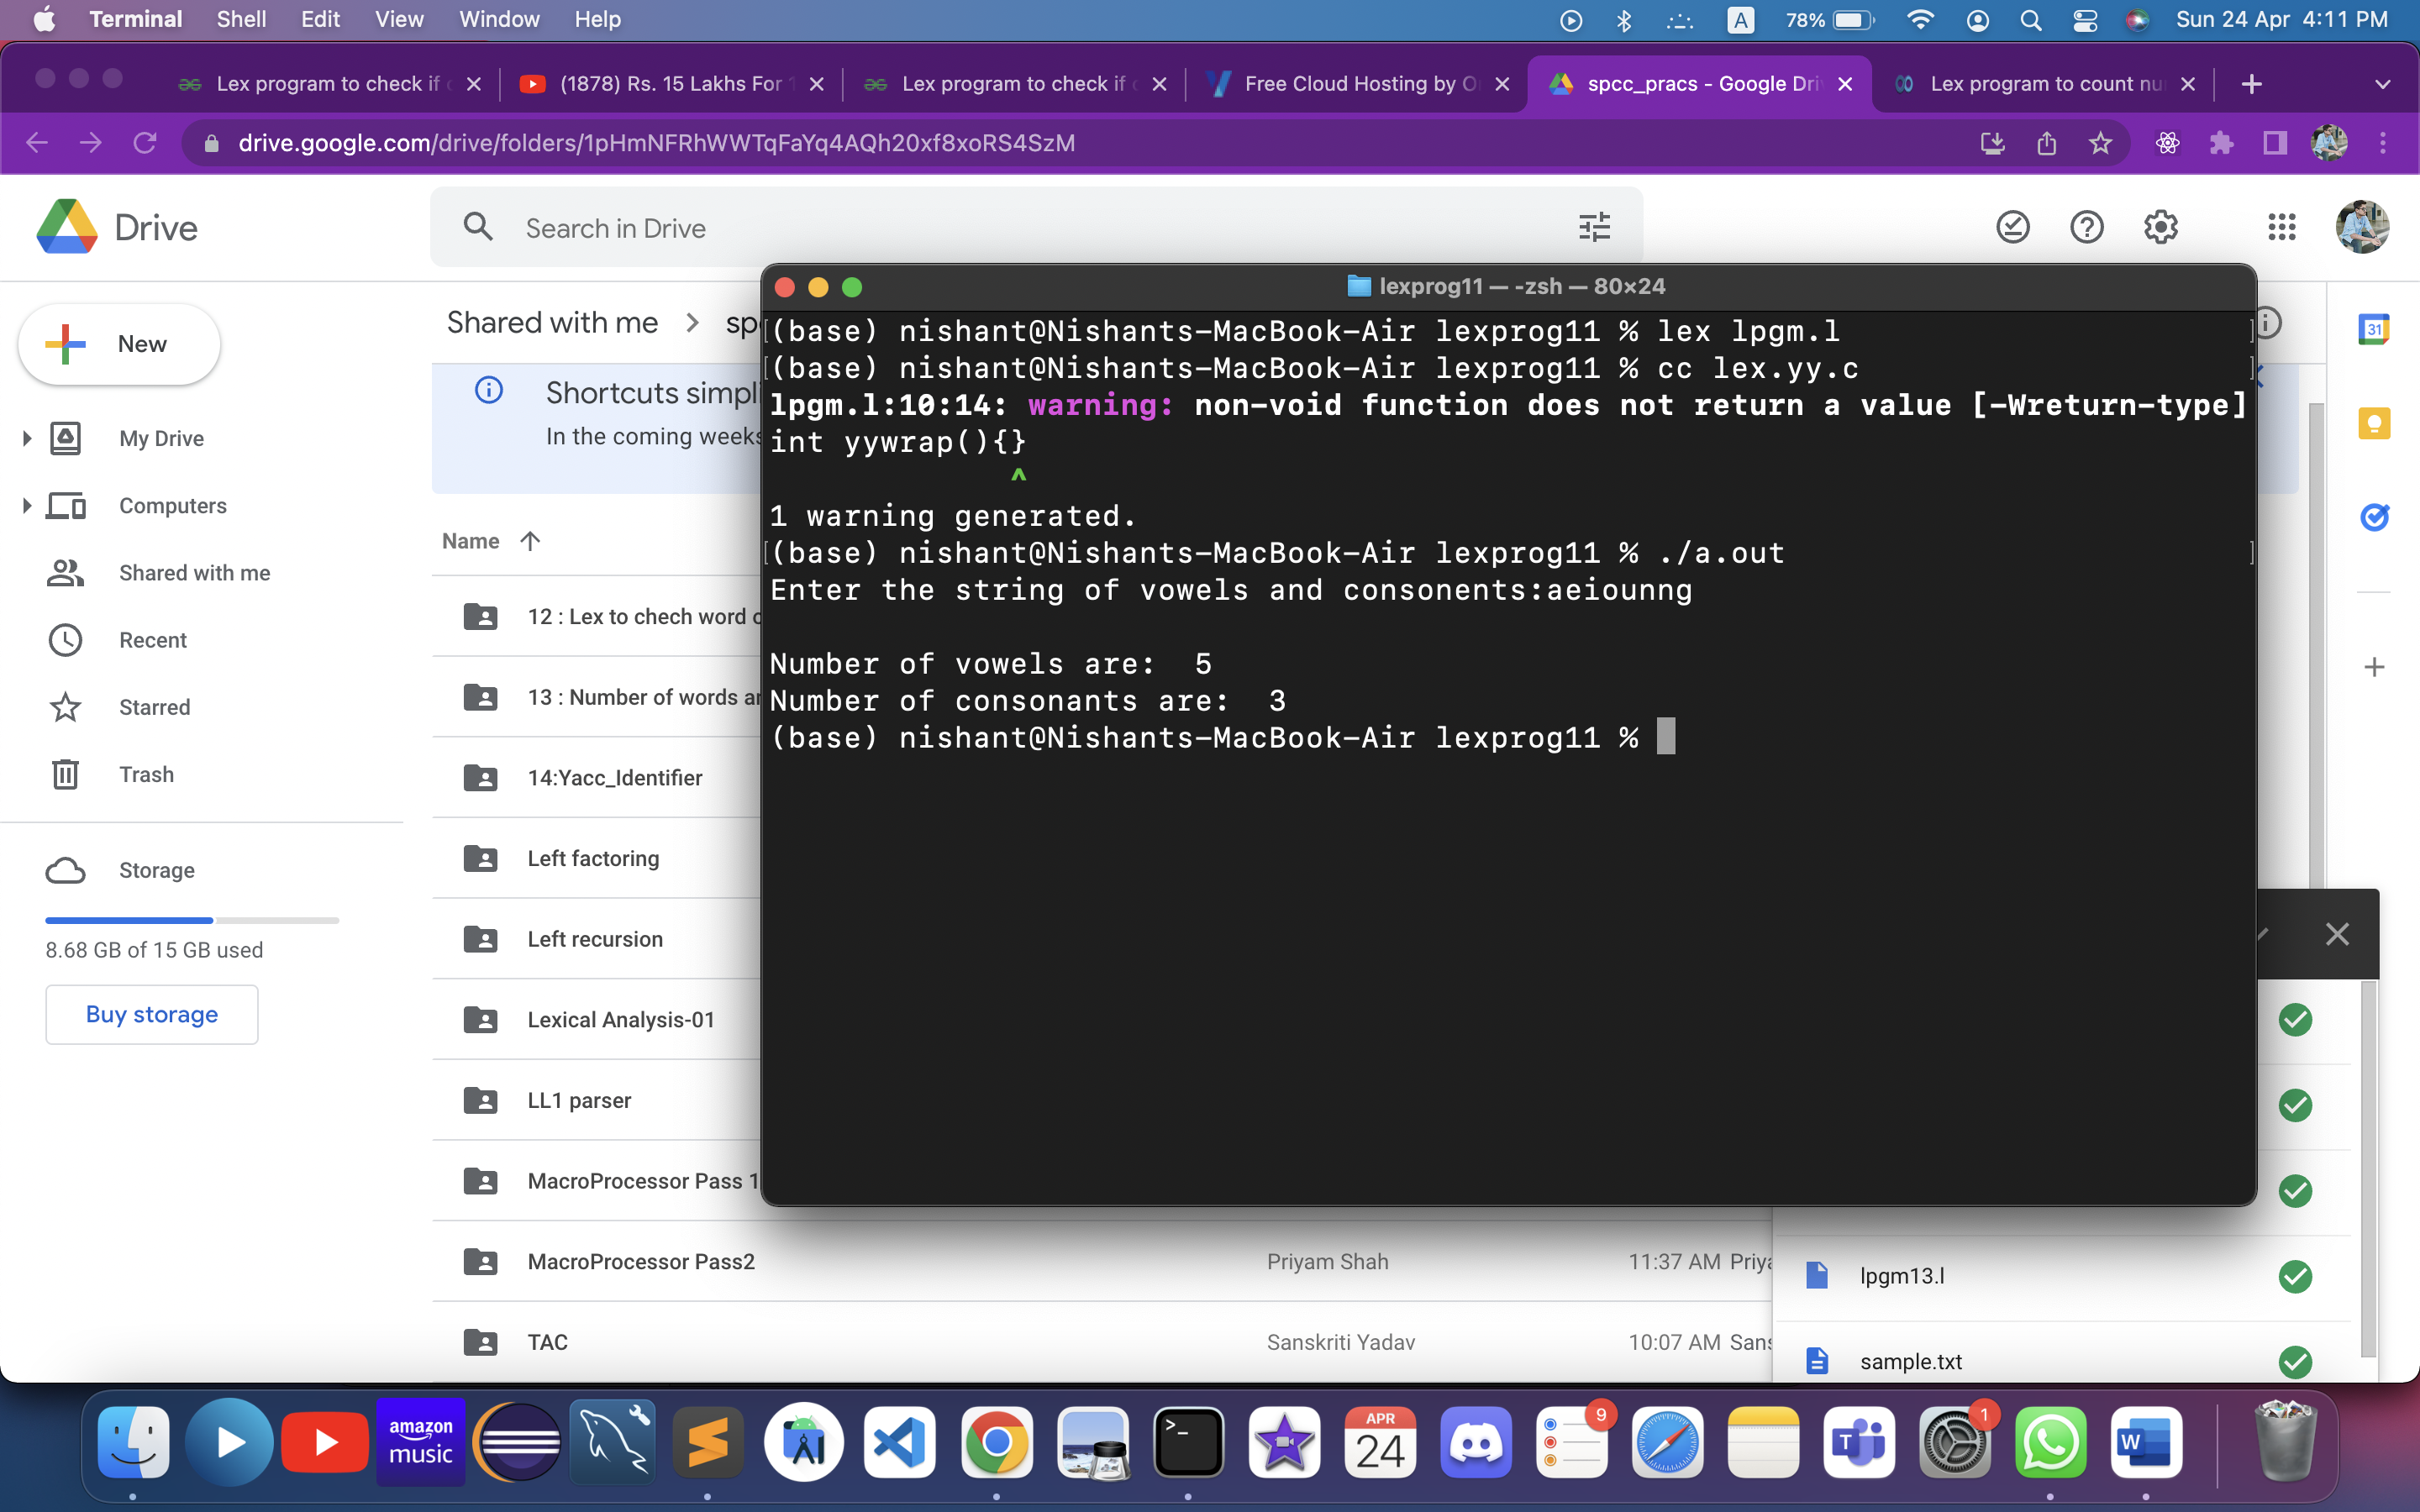 Terminal Shell Edit View Window Help
A 78% Sun 24 Apr 4:11 PM
Lex program to check if
(1878) Rs. 15 Lakhs For
Lex program to check if
Free Cloud Hosting by O
spcc_pracs - Google Dri
Lex program to count nu
drive.google.com/drive/folders/1pHmNFRhWWTqFaYq4AQh20xf8xoRS4SzM
Drive
Search in Drive
New
My Drive
Computers
Shared with me
Recent
Starred
Trash
Storage
8.68 GB of 15 GB used
Buy storage
Shared with me > sp
Shortcuts simpli
In the coming weeks
Name
12 : Lex to chech word
13 : Number of words
14:Yacc_Identifier
Left factoring
Left recursion
Lexical Analysis-01
LL1 parser
MacroProcessor Pass 1
MacroProcessor Pass2 Priyam Shah 11:37 AM Priya
TAC Sanskriti Yadav 10:07 AM Sans
lexprog11 — -zsh — 80×24
(base) nishant@Nishants-MacBook-Air lexprog11 % lex lpgm.l
(base) nishant@Nishants-MacBook-Air lexprog11 % cc lex.yy.c
lpgm.l:10:14: warning: non-void function does not return a value [-Wreturn-type]
int yywrap(){}
^
1 warning generated.
(base) nishant@Nishants-MacBook-Air lexprog11 % ./a.out
Enter the string of vowels and consonents:aeiounng
Number of vowels are:  5
Number of consonants are:  3
(base) nishant@Nishants-MacBook-Air lexprog11 %
31
lpgm13.l
sample.txt
amazon music
APR
24
9
T
1
W